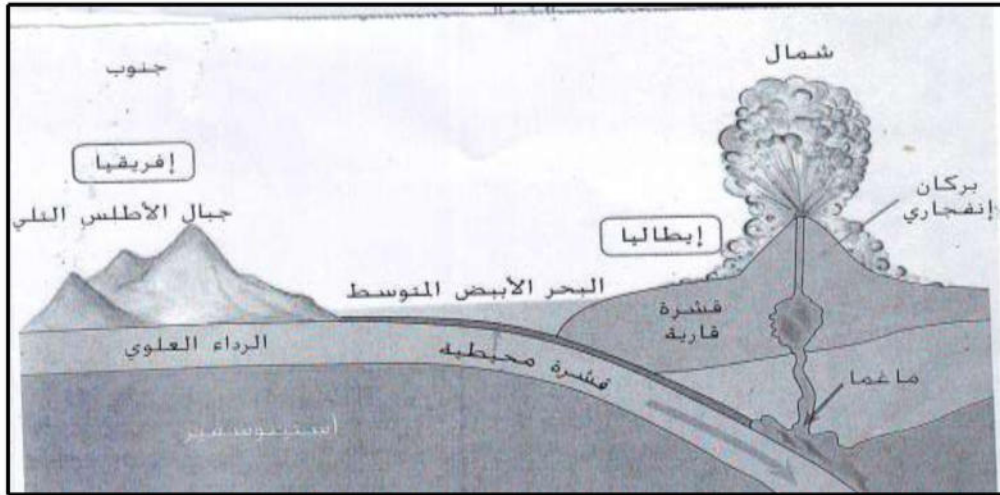 شمال
جنوب
إفريقيا
جبال الأطلس التلي
بركان
إنفجاري
إيطاليا
البحر الأبيض المتوسط
قشرة
قارية
الرداء العلوي
قشرة محيطية
ماغما
أستينوسفير